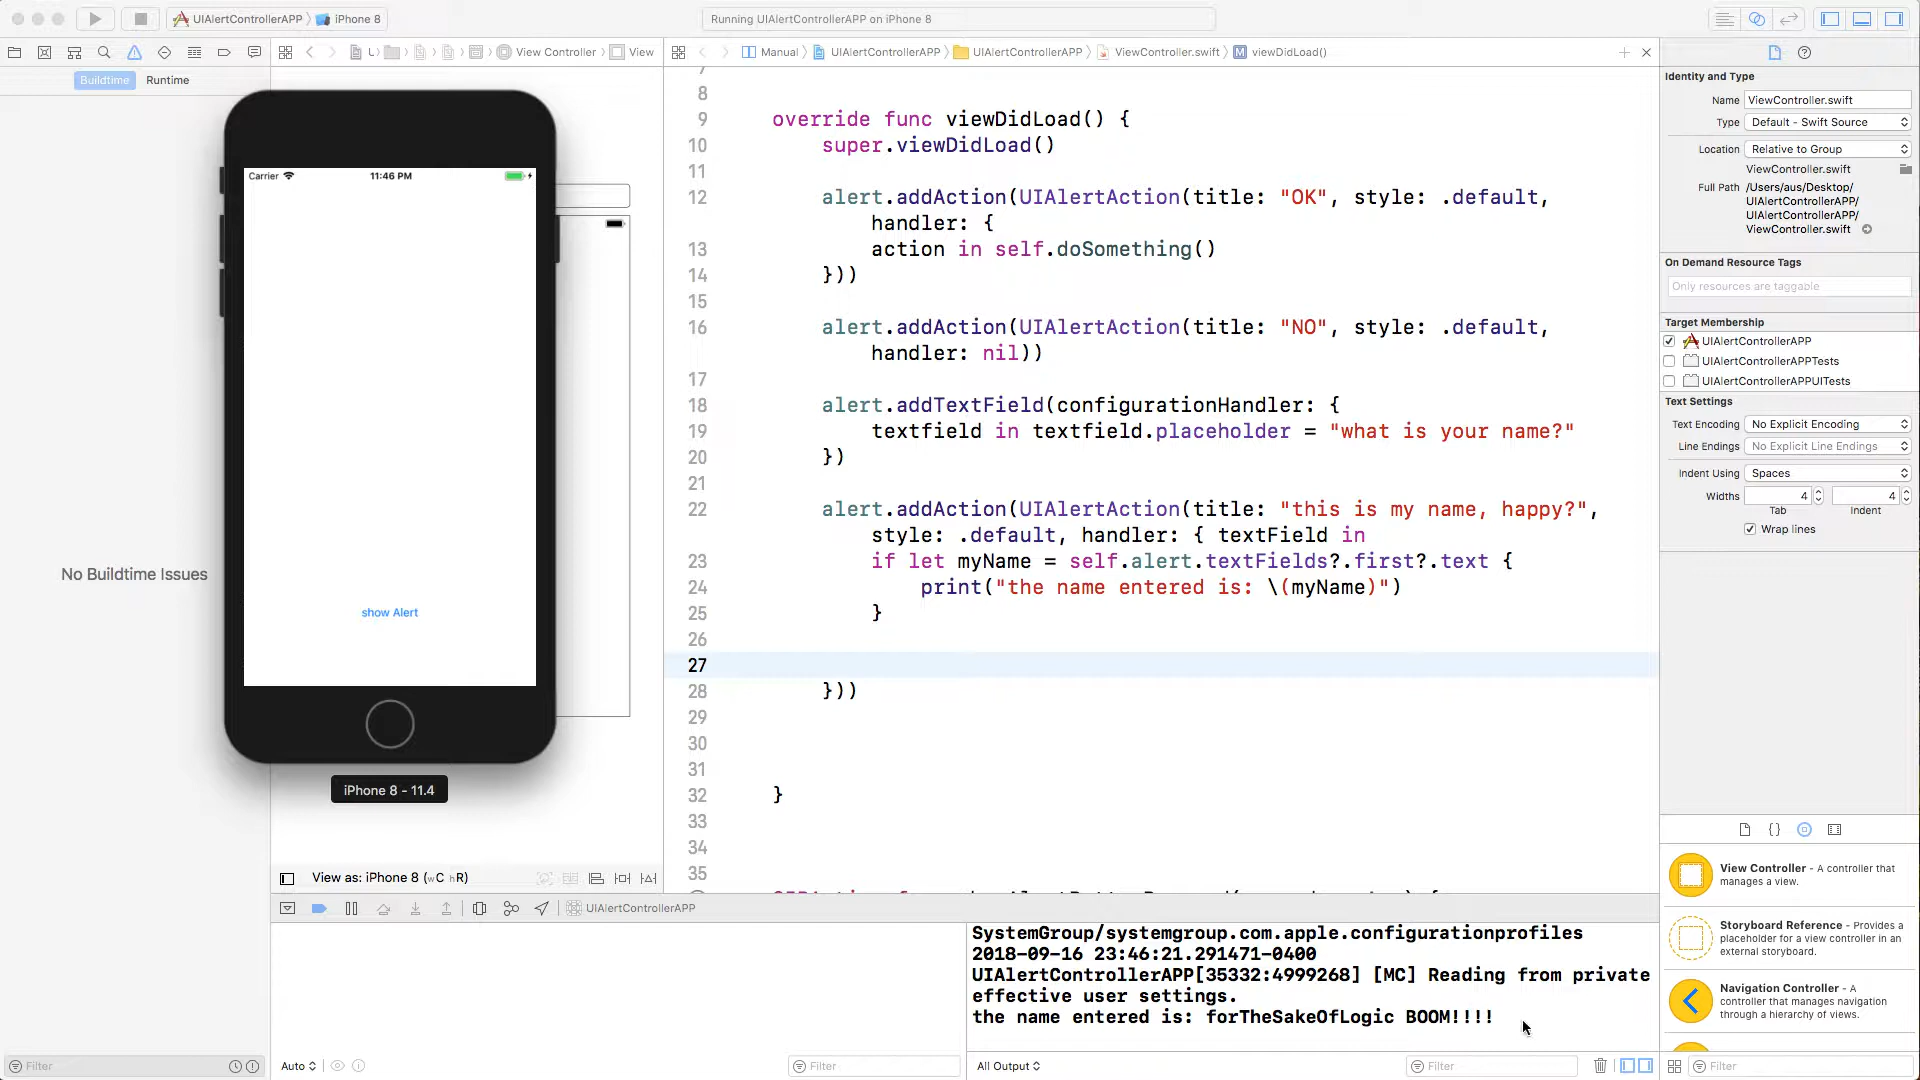 UIAlertControllerAPP iPhone 8
Running UIAlertControllerAPP on iPhone 8
View Controller View
Manual UIAlertControllerAPP UIAlertControllerAPP ViewController.swift viewDidLoad()
Buildtime Runtime
No Buildtime Issues
Filter
Carrier 11:46 PM
show Alert
iPhone 8 - 11.4
View as: iPhone 8 (wC hR)
7
8
9 override func viewDidLoad() {
10 super.viewDidLoad()
11
12 alert.addAction(UIAlertAction(title: "OK", style: .default,
handler: {
13 action in self.doSomething()
14 }))
15
16 alert.addAction(UIAlertAction(title: "NO", style: .default,
handler: nil))
17
18 alert.addTextField(configurationHandler: {
19 textfield in textfield.placeholder = "what is your name?"
20 })
21
22 alert.addAction(UIAlertAction(title: "this is my name, happy?",
style: .default, handler: { textField in
23 if let myName = self.alert.textFields?.first?.text {
24 print("the name entered is: \(myName)")
25 }
26
27
28 }))
29
30
31
32 }
33
34
35
UIAlertControllerAPP
Auto
Filter
SystemGroup/systemgroup.com.apple.configurationprofiles
2018-09-16 23:46:21.291471-0400
UIAlertControllerAPP[35332:4999268] [MC] Reading from private
effective user settings.
the name entered is: forTheSakeOfLogic BOOM!!!!
All Output
Filter
Identity and Type
Name ViewController.swift
Type Default - Swift Source
Location Relative to Group
ViewController.swift
Full Path /Users/aus/Desktop/
UIAlertControllerAPP/
UIAlertControllerAPP/
ViewController.swift
On Demand Resource Tags
Only resources are taggable
Target Membership
UIAlertControllerAPP
UIAlertControllerAPPTests
UIAlertControllerAPPUITests
Text Settings
Text Encoding No Explicit Encoding
Line Endings No Explicit Line Endings
Indent Using Spaces
Widths 4 4
Tab Indent
Wrap lines
View Controller - A controller that
manages a view.
Storyboard Reference - Provides a
placeholder for a view controller in an
external storyboard.
Navigation Controller - A
controller that manages navigation
through a hierarchy of views.
Filter